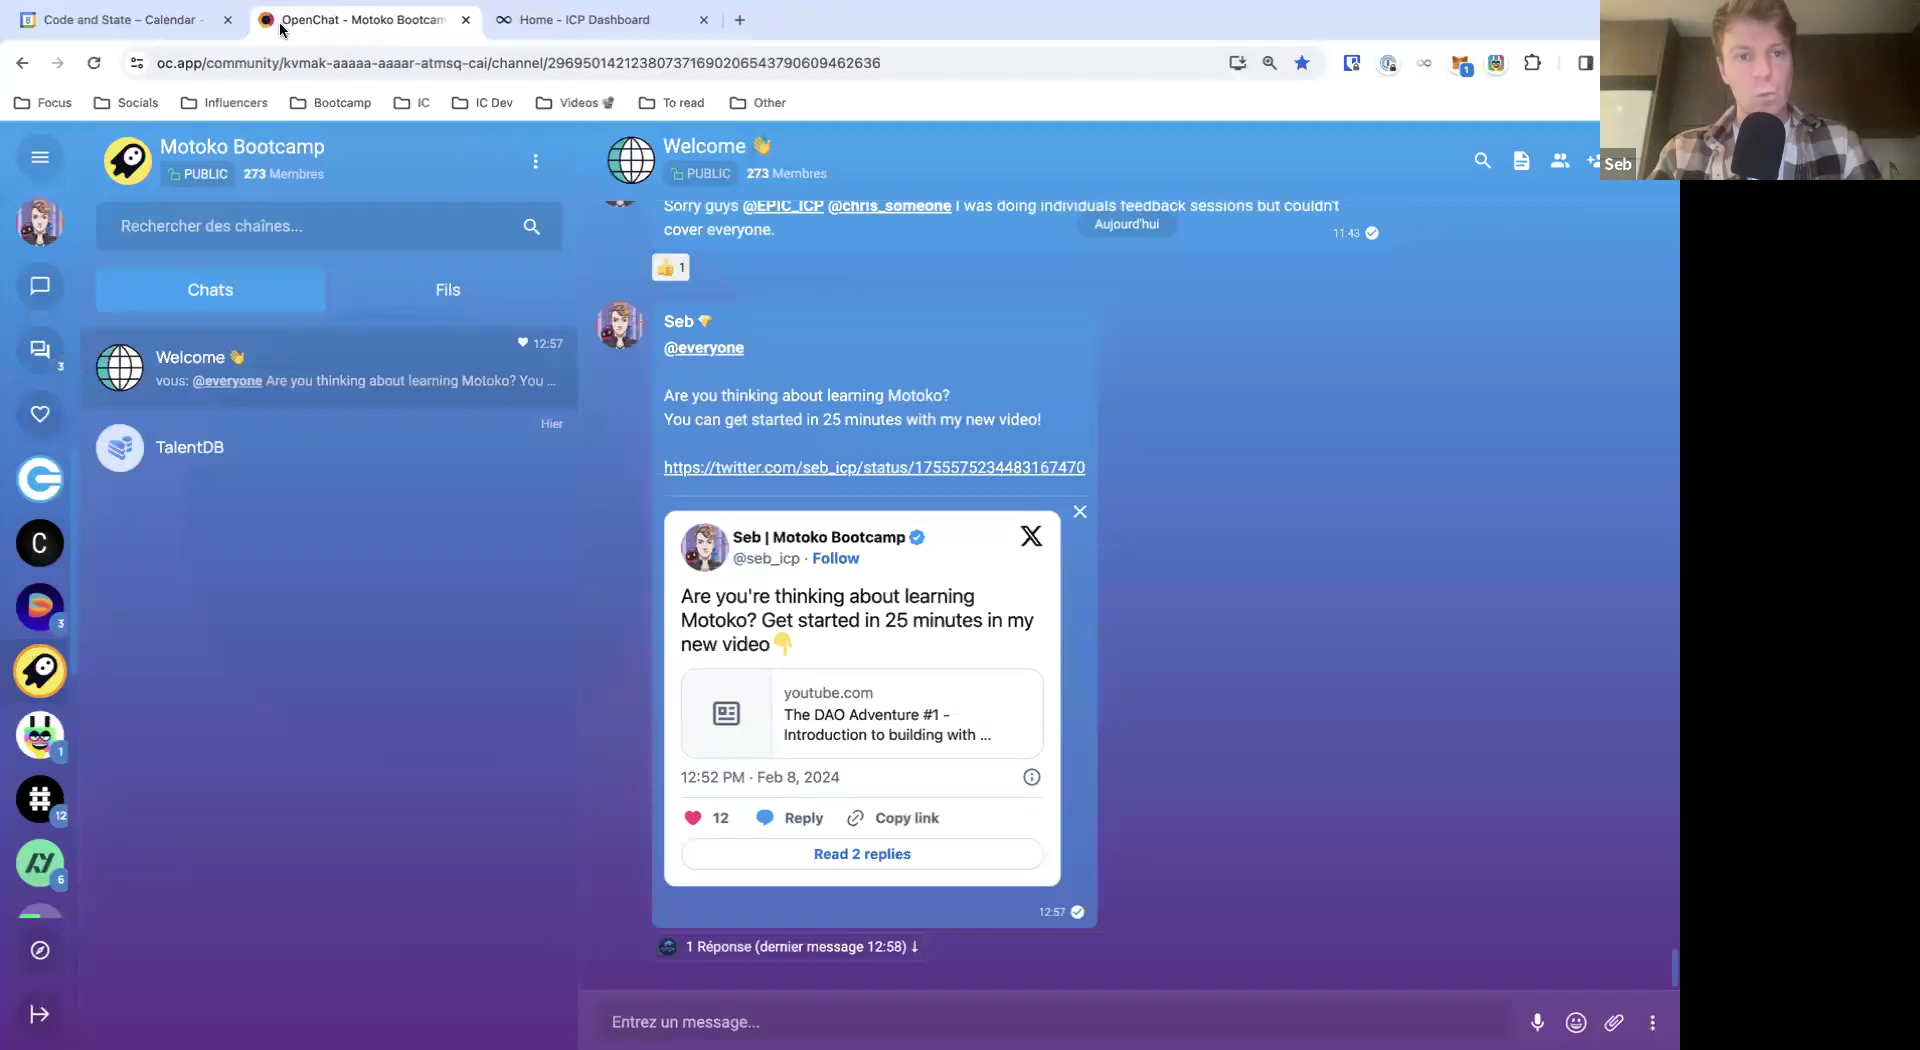 Code and State – Calendar -
OpenChat - Motoko Bootcam
Home - ICP Dashboard
oc.app/community/kvmak-aaaaa-aaaar-atmsq-cai/channel/296950142123807371690206543790609462636
1
Focus
Socials
Influencers
Bootcamp
IC
IC Dev
Videos
To read
Other
Seb
Motoko Bootcamp
PUBLIC 273 Membres
Rechercher des chaînes...
Chats
Fils
Welcome 👋
12:57
vous: @everyone Are you thinking about learning Motoko? You ...
TalentDB
Hier
3
C
3
1
12
6
Welcome 👋
PUBLIC 273 Membres
Sorry guys @EPIC_ICP @chris_someone I was doing individuals feedback sessions but couldn't
cover everyone.
Aujourd'hui
11:43
👍 1
Seb
@everyone
Are you thinking about learning Motoko?
You can get started in 25 minutes with my new video!
https://twitter.com/seb_icp/status/1755575234483167470
Seb | Motoko Bootcamp
@seb_icp · Follow
Are you're thinking about learning
Motoko? Get started in 25 minutes in my
new video👇
youtube.com
The DAO Adventure #1 -
Introduction to building with ...
12:52 PM · Feb 8, 2024
12 Reply Copy link
Read 2 replies
12:57
1 Réponse (dernier message 12:58) ↓
Entrez un message...